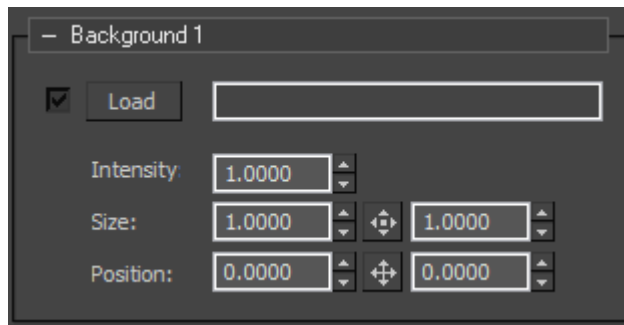 – Background 1
Load
Intensity: 1.0000
Size: 1.0000 1.0000
Position: 0.0000 0.0000